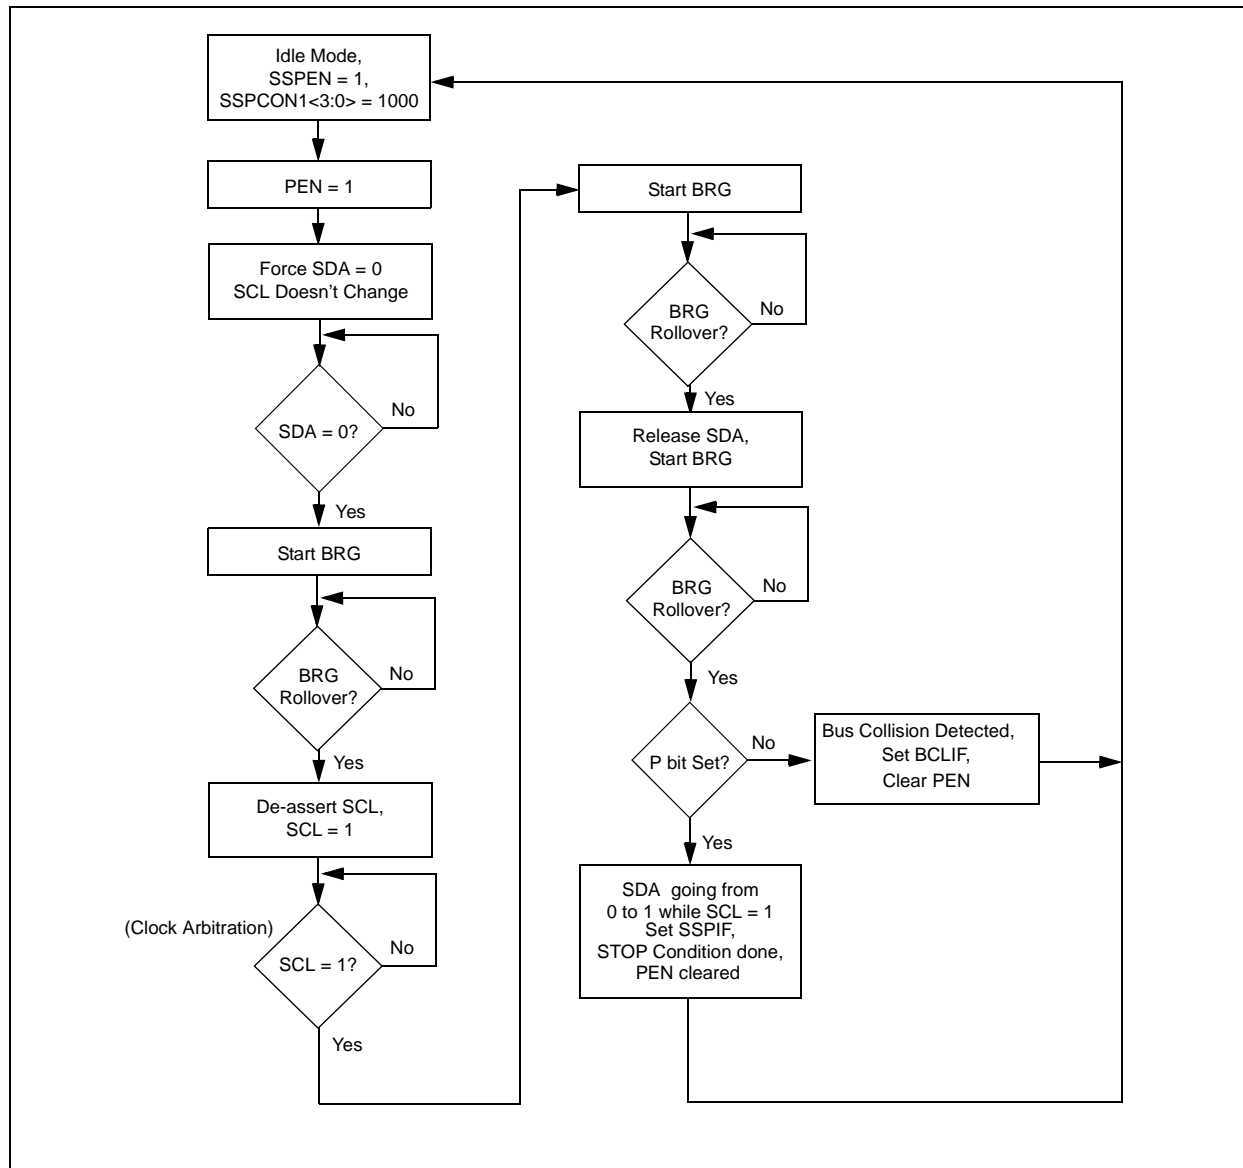 Idle Mode,
SSPEN = 1,
SSPCON1<3:0> = 1000
PEN = 1
Force SDA = 0
SCL Doesn't Change
No
SDA = 0?
Yes
Start BRG
BRG
Rollover?
No
Yes
De-assert SCL,
SCL = 1
(Clock Arbitration)
No
SCL = 1?
Yes
Start BRG
BRG
Rollover?
No
Yes
Release SDA,
Start BRG
BRG
Rollover?
No
Yes
P bit Set?
No
Bus Collision Detected,
Set BCLIF,
Clear PEN
Yes
SDA going from
0 to 1 while SCL = 1
Set SSPIF,
STOP Condition done,
PEN cleared